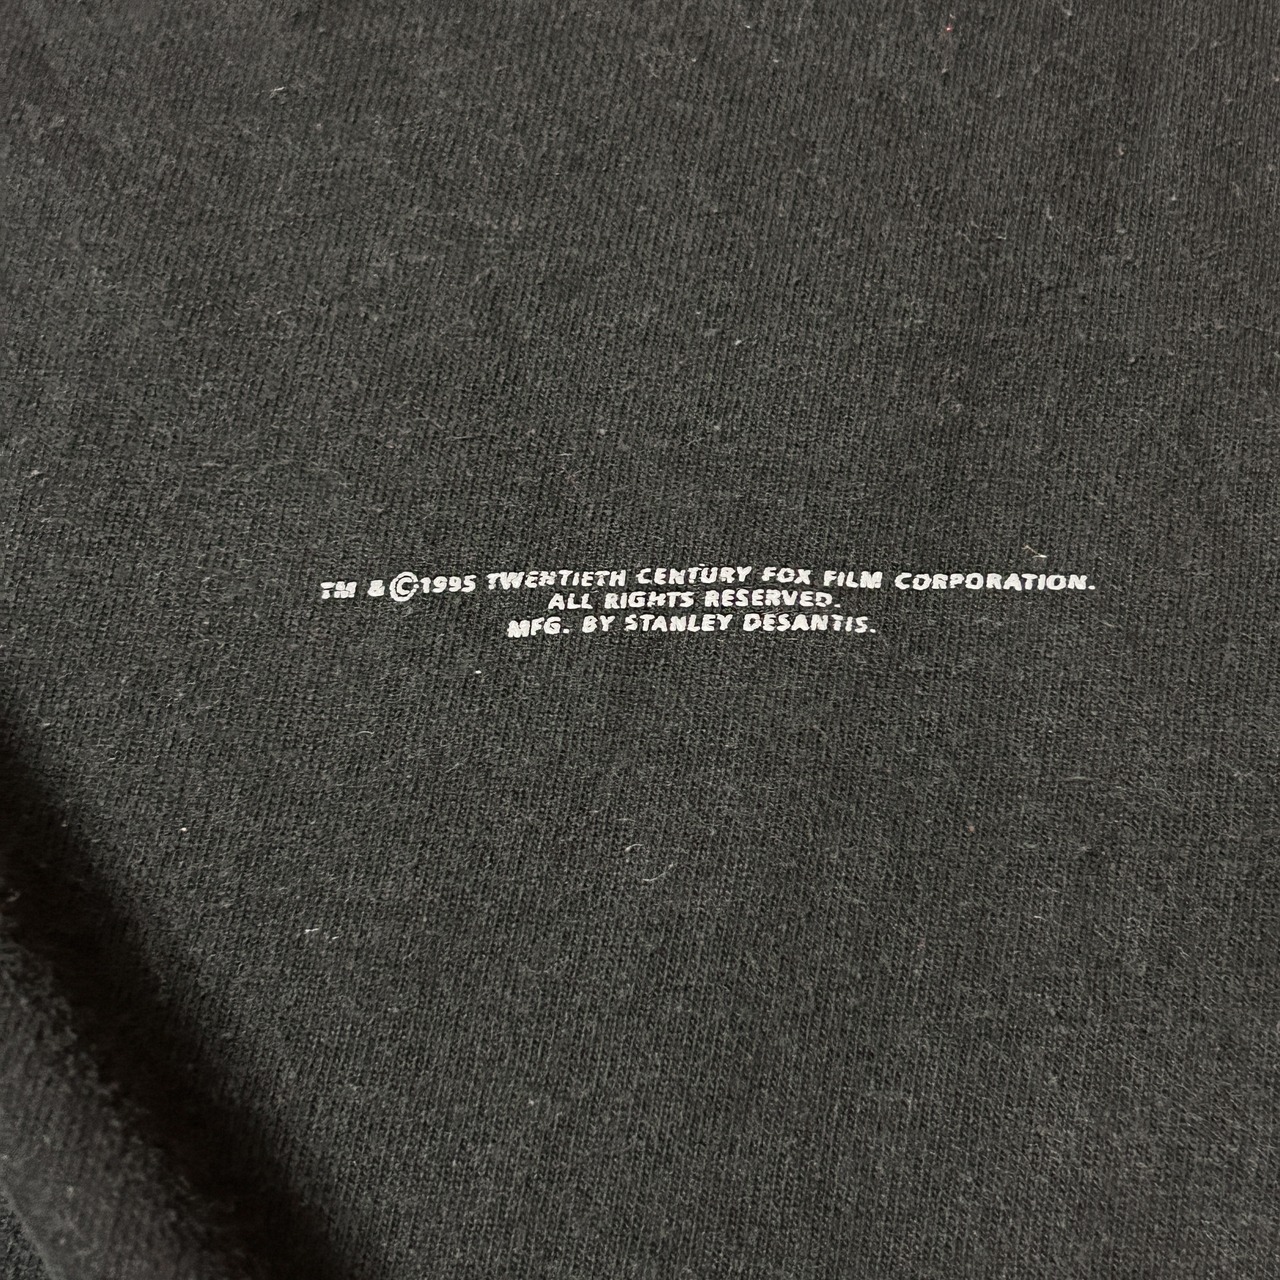 TM & ©1995 TWENTIETH CENTURY FOX FILM CORPORATION.
ALL RIGHTS RESERVED.
MFG. BY STANLEY DESANTIS.